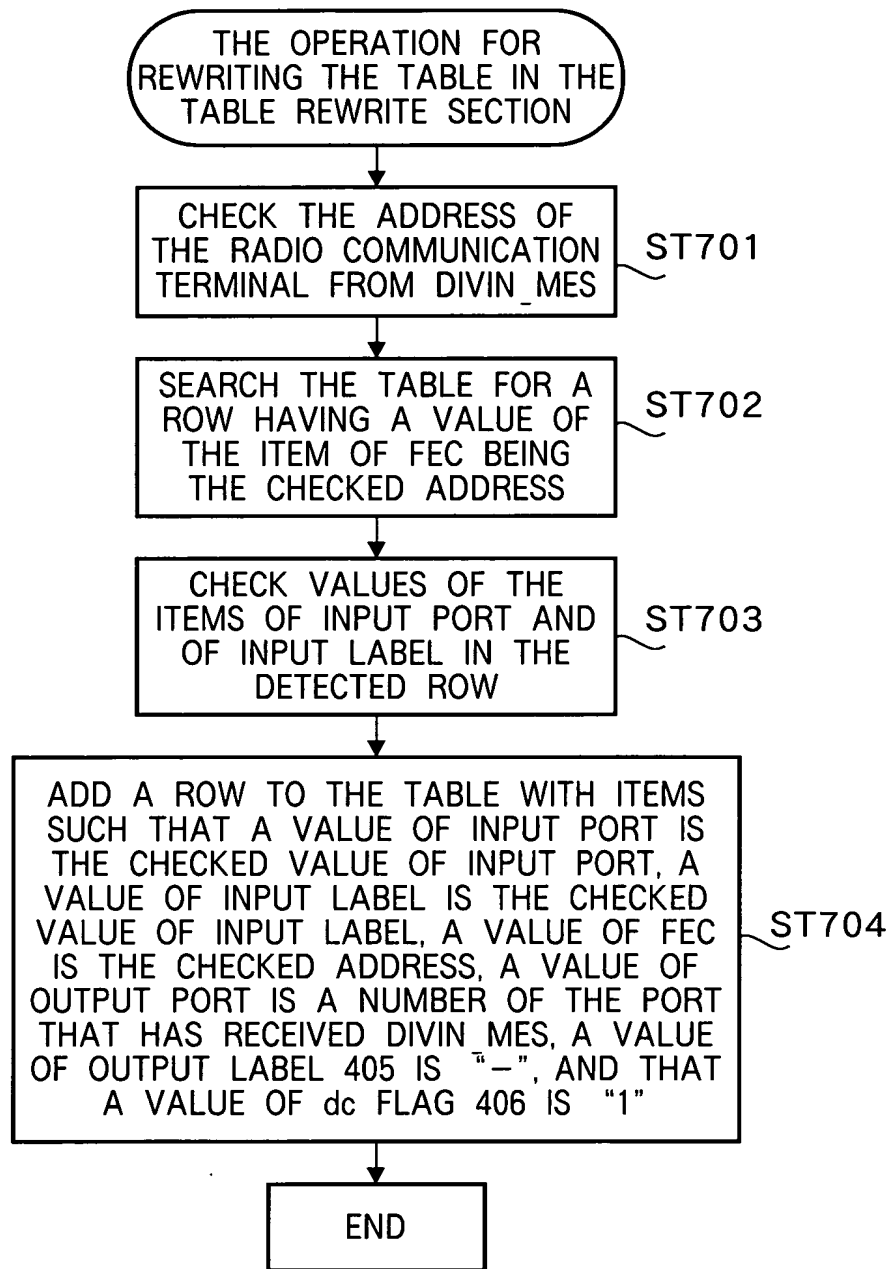 THE OPERATION FOR
REWRITING THE TABLE IN THE
TABLE REWRITE SECTION
CHECK THE ADDRESS OF
THE RADIO COMMUNICATION
TERMINAL FROM DIVIN_MES
ST701
SEARCH THE TABLE FOR A
ROW HAVING A VALUE OF
THE ITEM OF FEC BEING
THE CHECKED ADDRESS
ST702
CHECK VALUES OF THE
ITEMS OF INPUT PORT AND
OF INPUT LABEL IN THE
DETECTED ROW
ST703
ADD A ROW TO THE TABLE WITH ITEMS
SUCH THAT A VALUE OF INPUT PORT IS
THE CHECKED VALUE OF INPUT PORT, A
VALUE OF INPUT LABEL IS THE CHECKED
VALUE OF INPUT LABEL, A VALUE OF FEC
IS THE CHECKED ADDRESS, A VALUE OF
OUTPUT PORT IS A NUMBER OF THE PORT
THAT HAS RECEIVED DIVIN_MES, A VALUE
OF OUTPUT LABEL 405 IS “−”, AND THAT
A VALUE OF dc FLAG 406 IS “1”
ST704
END